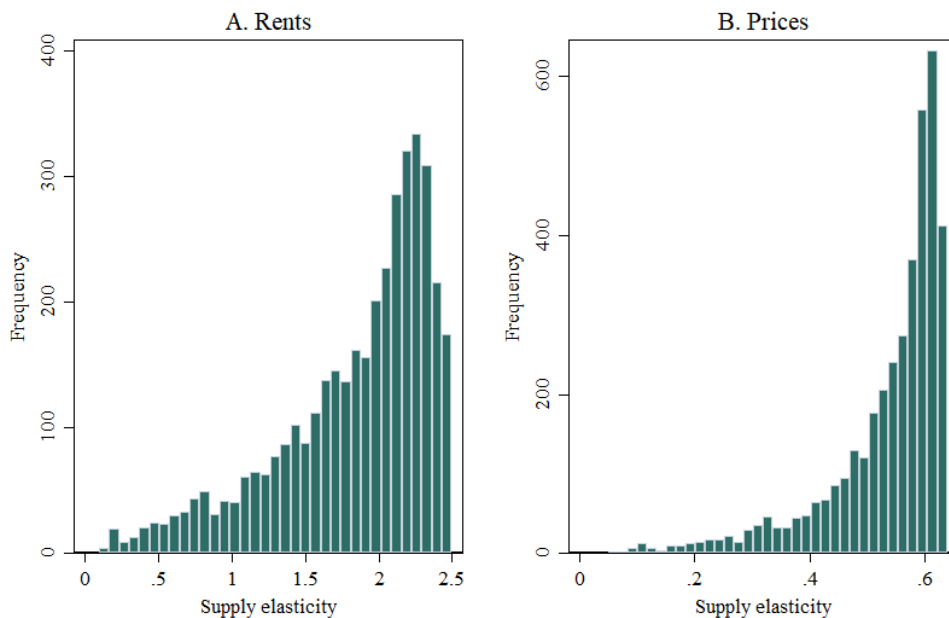 A. Rents
400
300
200
100
0
Frequency
0 .5 1 1.5 2 2.5
Supply elasticity
B. Prices
600
400
200
0
Frequency
0 .2 .4 .6
Supply elasticity